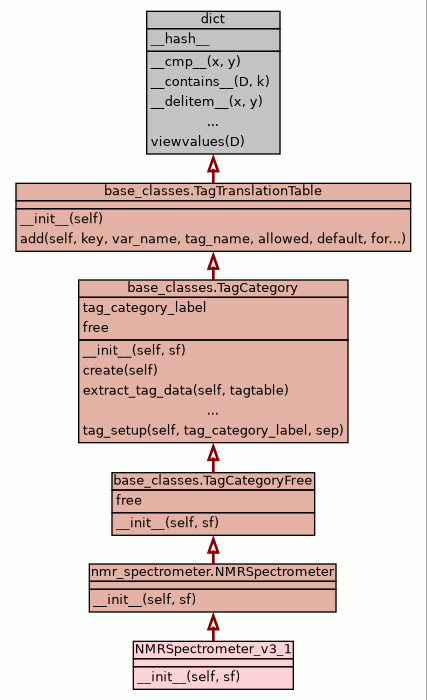 dict
__hash__
__cmp__(x, y)
__contains__(D, k)
__delitem__(x, y)
...
viewvalues(D)
base_classes.TagTranslationTable
__init__(self)
add(self, key, var_name, tag_name, allowed, default, for...)
base_classes.TagCategory
tag_category_label
free
__init__(self, sf)
create(self)
extract_tag_data(self, tagtable)
...
tag_setup(self, tag_category_label, sep)
base_classes.TagCategoryFree
free
__init__(self, sf)
nmr_spectrometer.NMRSpectrometer
__init__(self, sf)
NMRSpectrometer_v3_1
__init__(self, sf)